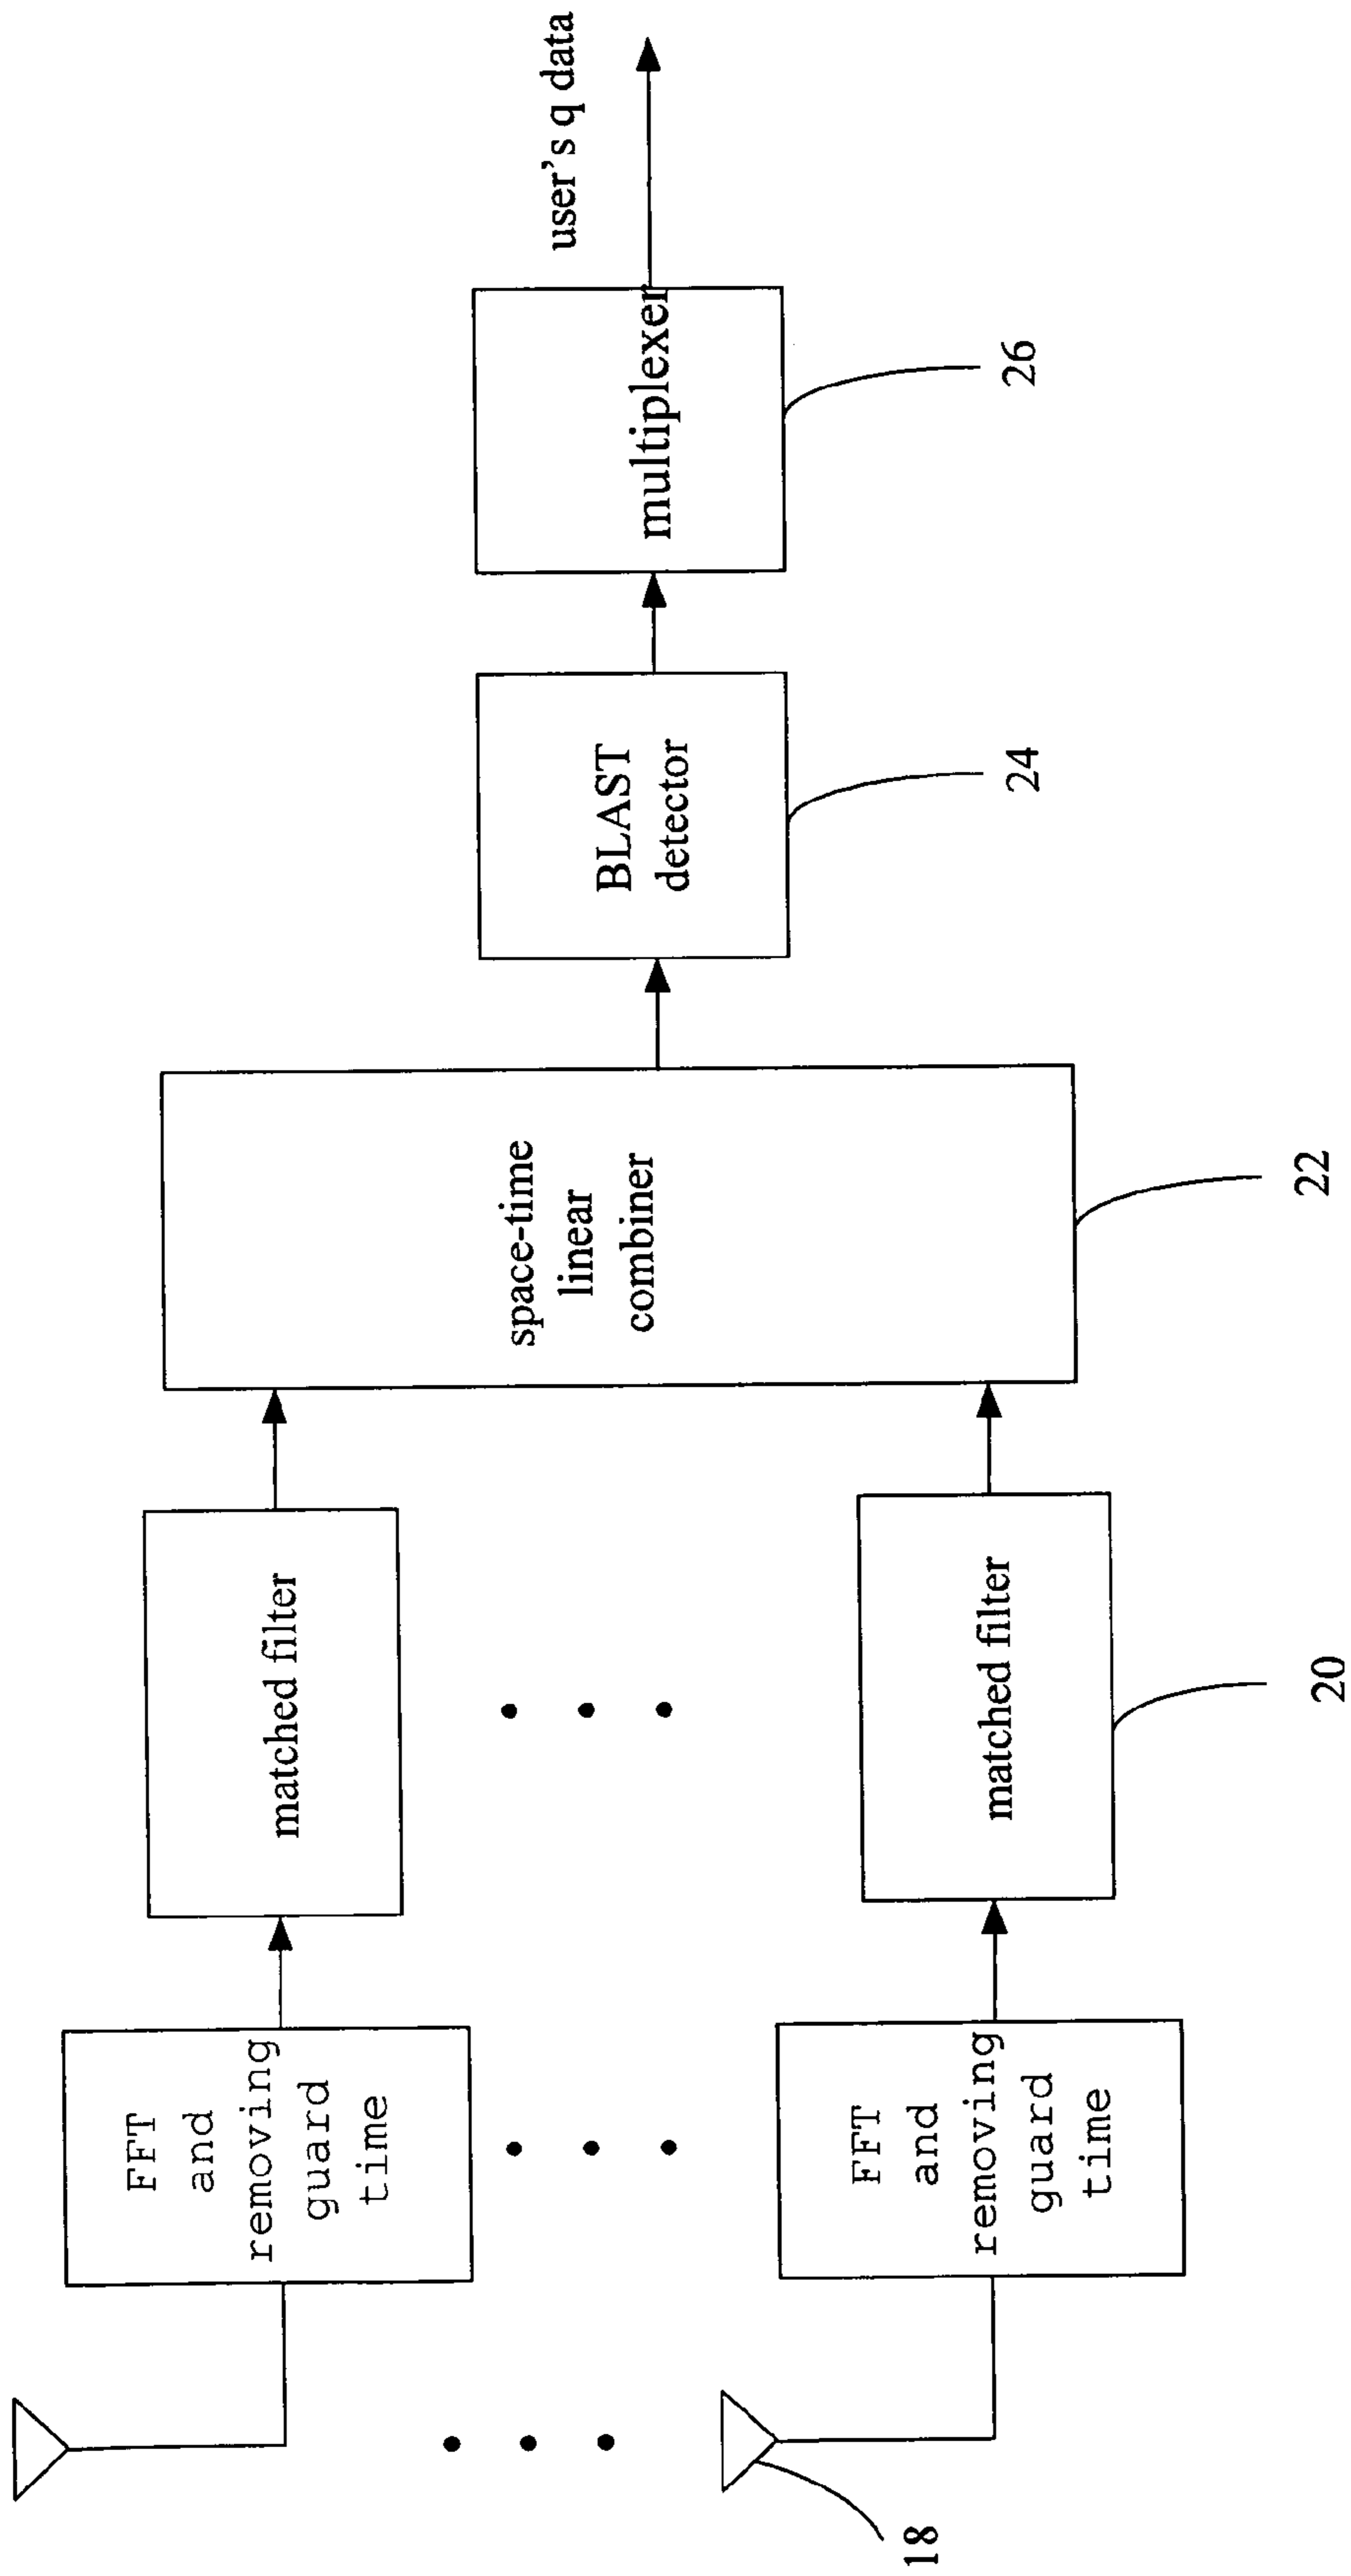 FFT
and
removing
guard
time
matched filter
FFT
and
removing
guard
time
matched filter
space-time
linear
combiner
BLAST
detector
multiplexer
user's q data
18
20
22
24
26